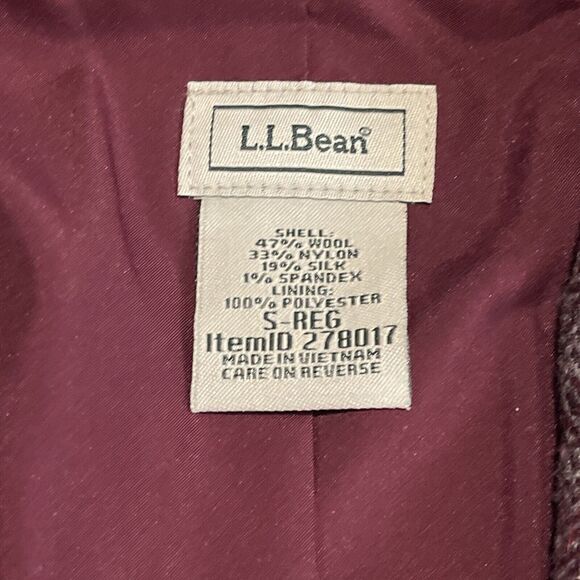 L.L.Bean®
SHELL:
47% WOOL
33% NYLON
19% SILK
1% SPANDEX
LINING:
100% POLYESTER
S-REG
ItemID 278017
MADE IN VIETNAM
CARE ON REVERSE